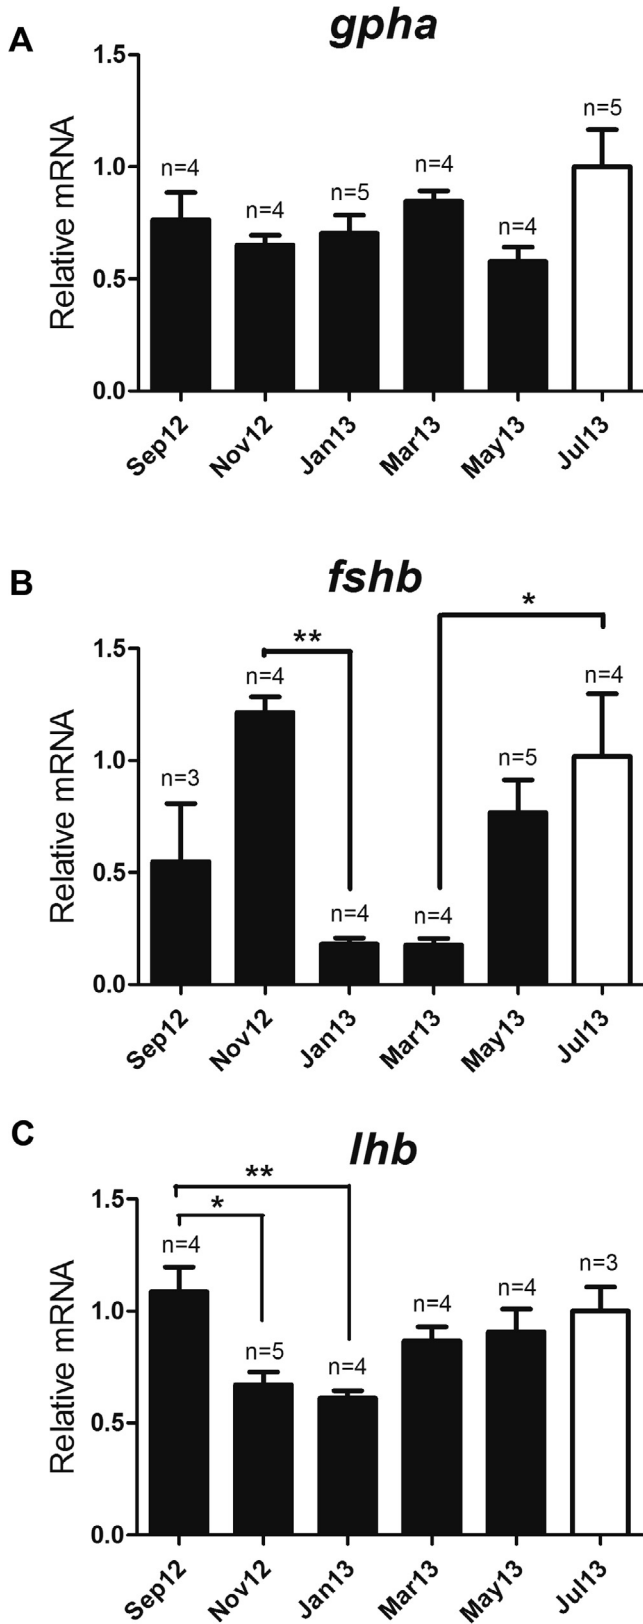 A
gpha
Relative mRNA
1.5
1.0
0.5
0.0
n=4
n=4
n=5
n=4
n=4
n=5
Sep12
Nov12
Jan13
Mar13
May13
Jul13
B
fshb
Relative mRNA
1.5
1.0
0.5
0.0
**
*
n=3
n=4
n=4
n=4
n=5
n=4
Sep12
Nov12
Jan13
Mar13
May13
Jul13
C
lhb
Relative mRNA
1.5
1.0
0.5
0.0
**
*
n=4
n=5
n=4
n=4
n=4
n=3
Sep12
Nov12
Jan13
Mar13
May13
Jul13